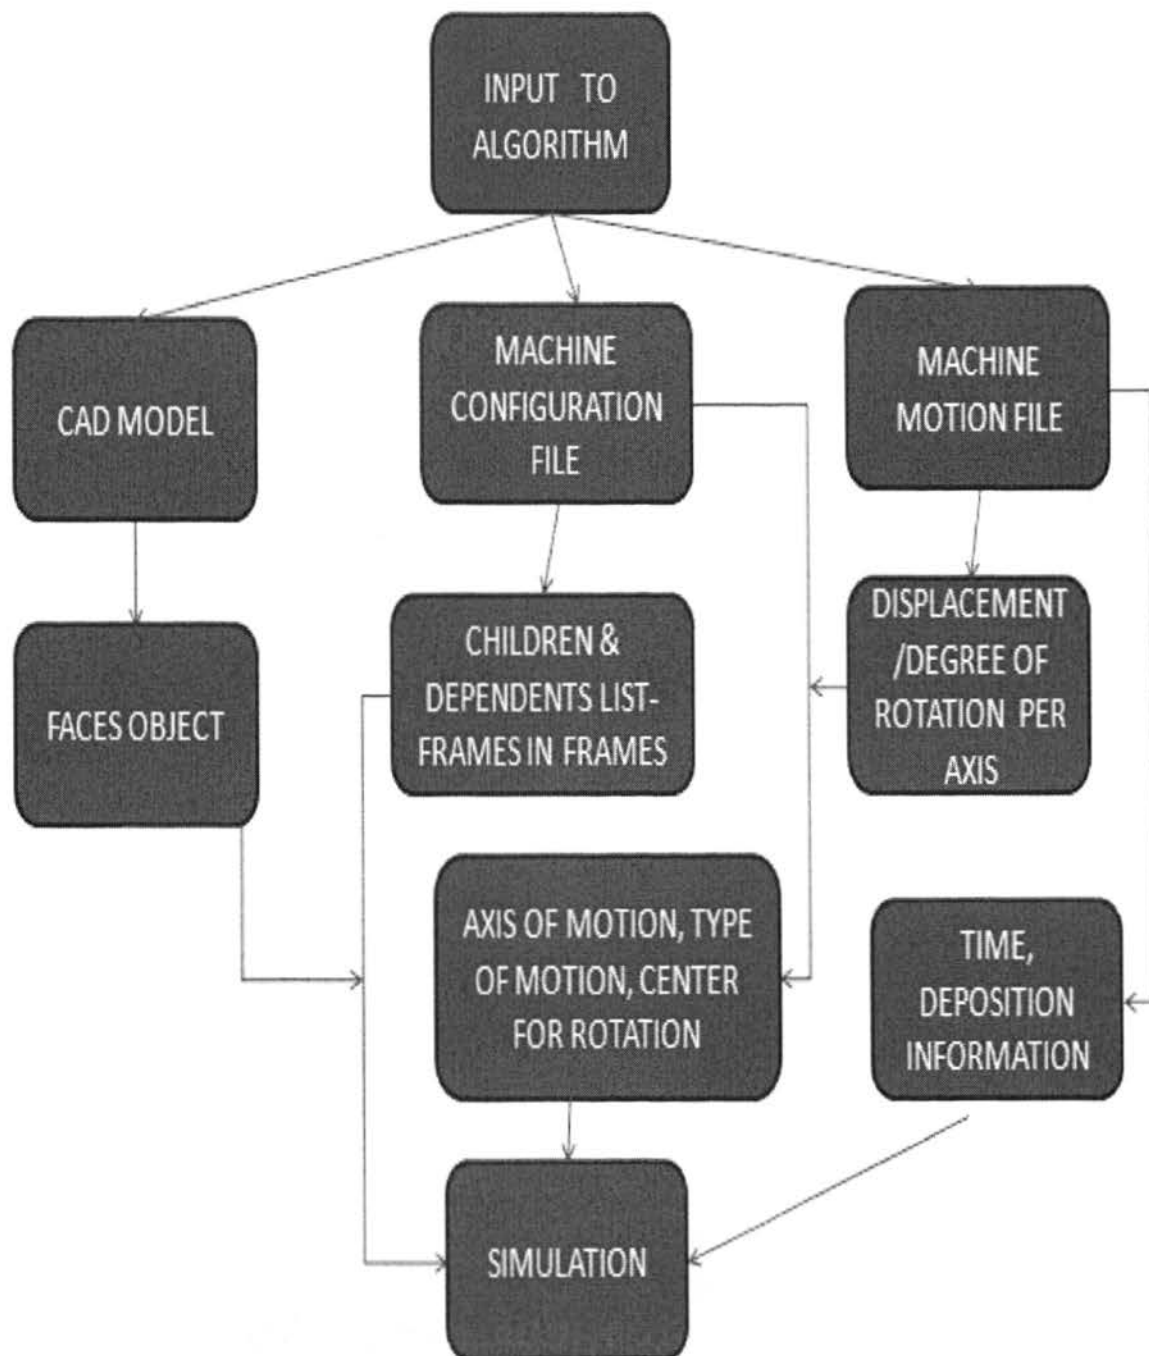 INPUT TO
ALGORITHM
CAD MODEL
MACHINE
CONFIGURATION
FILE
MACHINE
MOTION FILE
FACES OBJECT
CHILDREN &
DEPENDENTS LIST-
FRAMES IN FRAMES
DISPLACEMENT
/DEGREE OF
ROTATION PER
AXIS
AXIS OF MOTION, TYPE
OF MOTION, CENTER
FOR ROTATION
TIME,
DEPOSITION
INFORMATION
SIMULATION